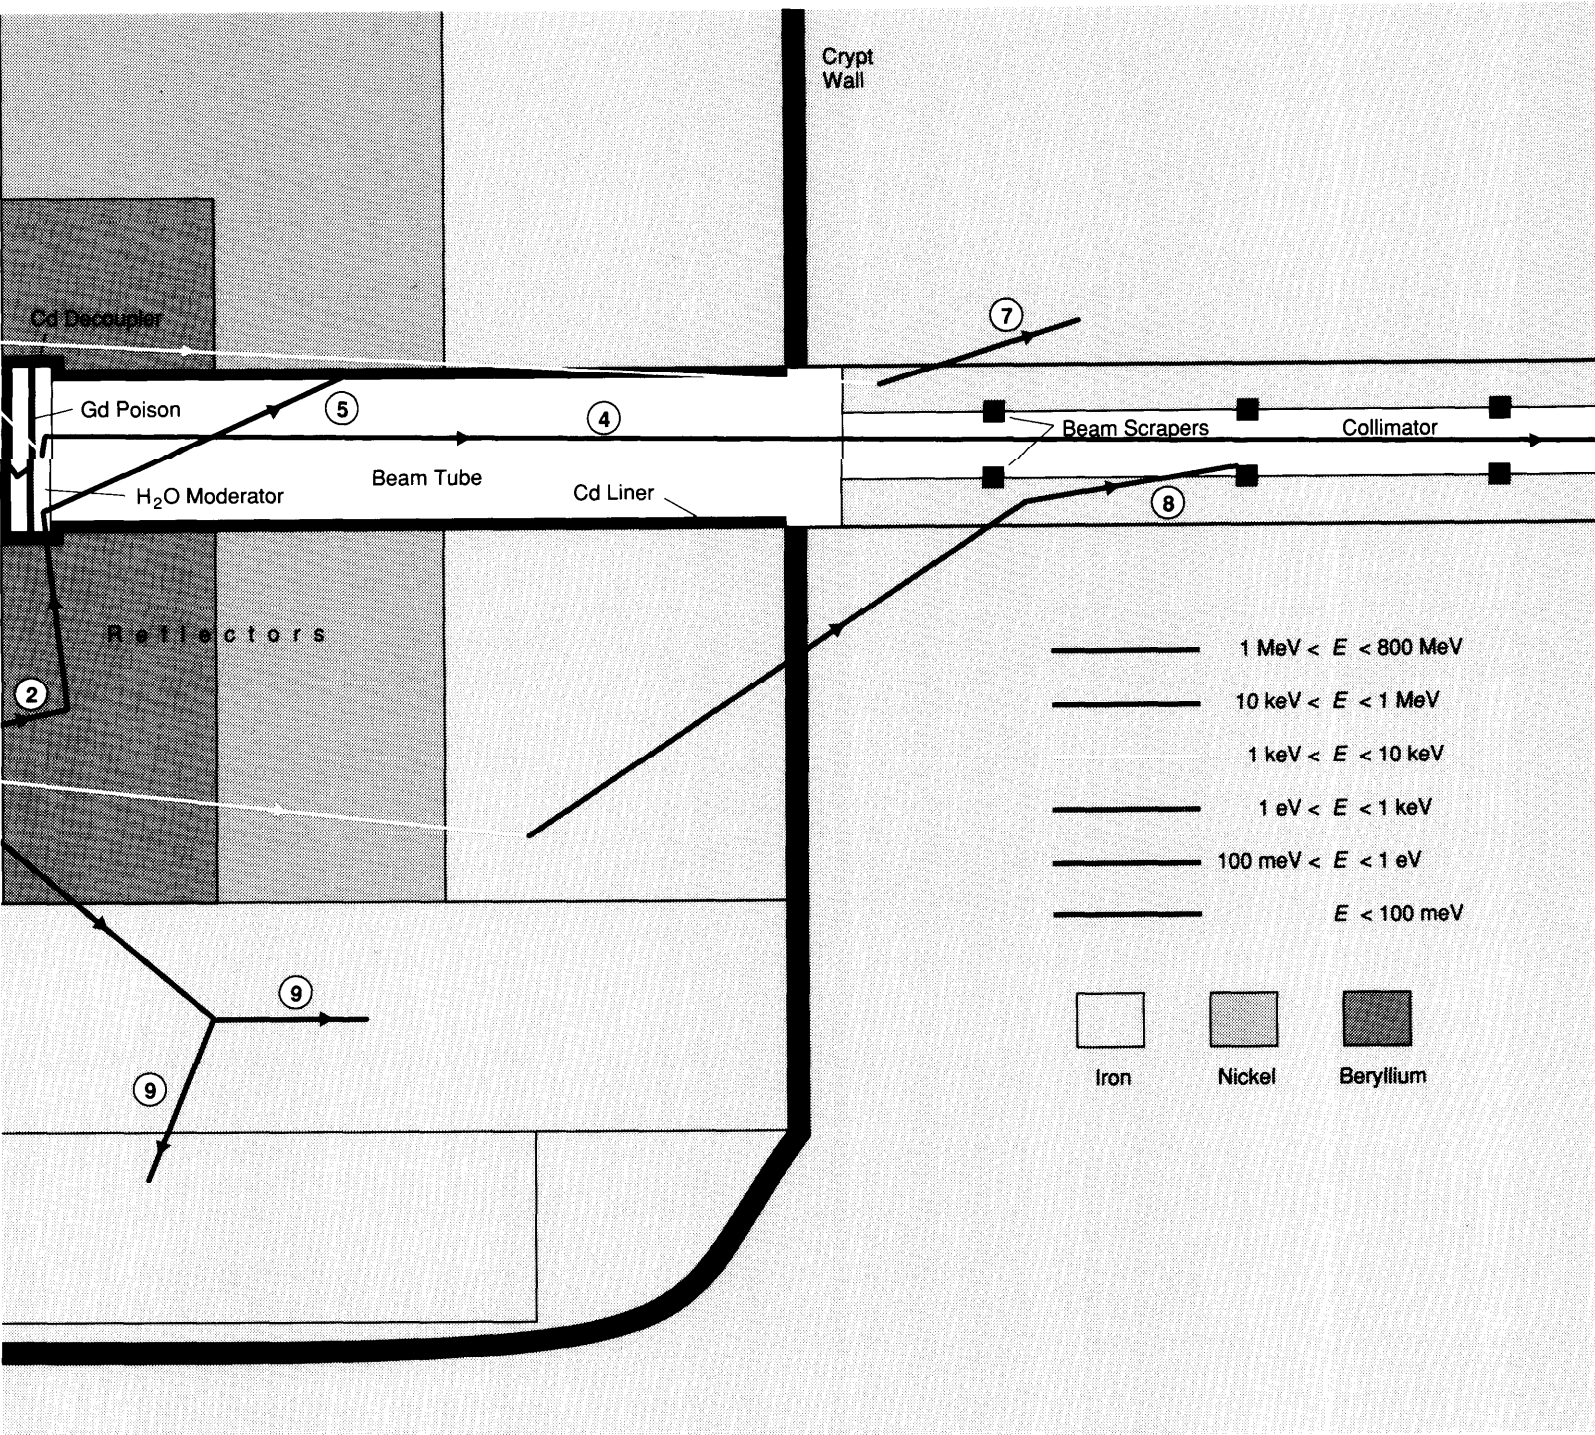 Crypt
Wall
7
Cd Decoupler
Gd Poison
5
4
Beam Scrapers
Collimator
Beam Tube
H₂O Moderator
Cd Liner
8
Reflectors
2
1 MeV < E < 800 MeV
10 keV < E < 1 MeV
1 keV < E < 10 keV
1 eV < E < 1 keV
100 meV < E < 1 eV
E < 100 meV
9
9
Iron
Nickel
Beryllium